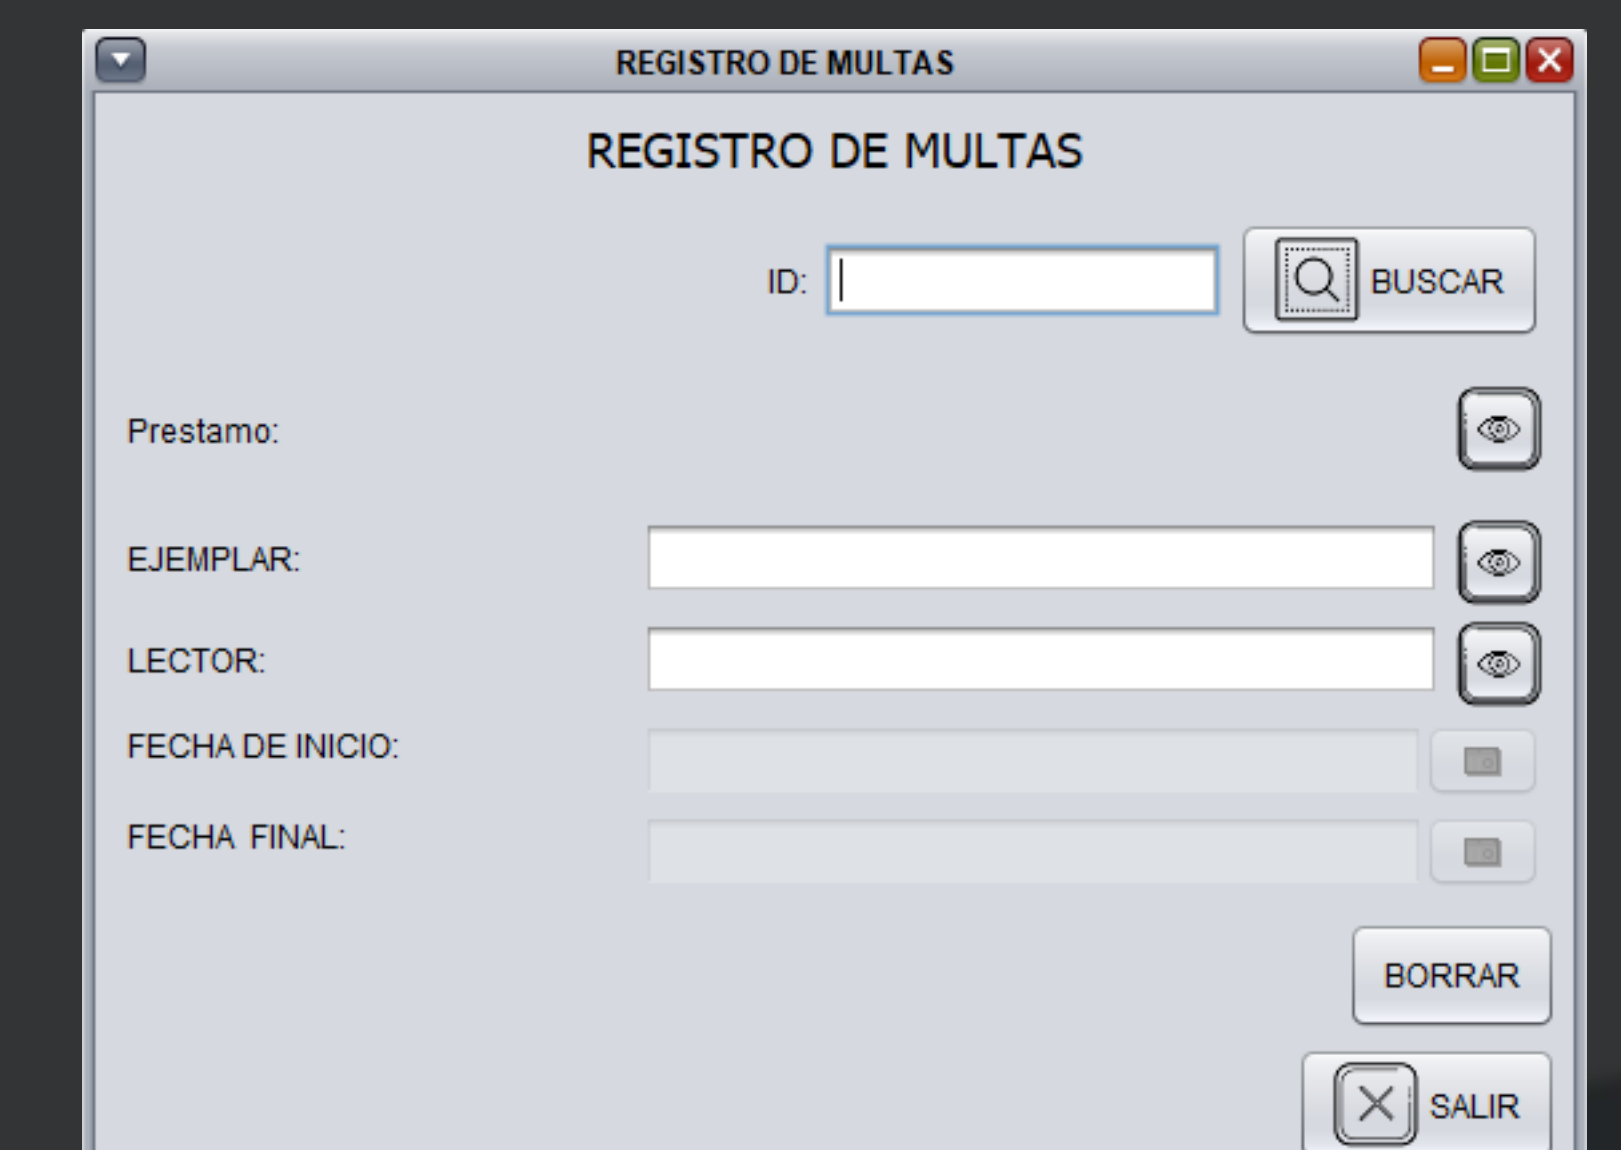 REGISTRO DE MULTAS
REGISTRO DE MULTAS
ID:
BUSCAR
Prestamo:
EJEMPLAR:
LECTOR:
FECHA DE INICIO:
FECHA FINAL:
BORRAR
SALIR